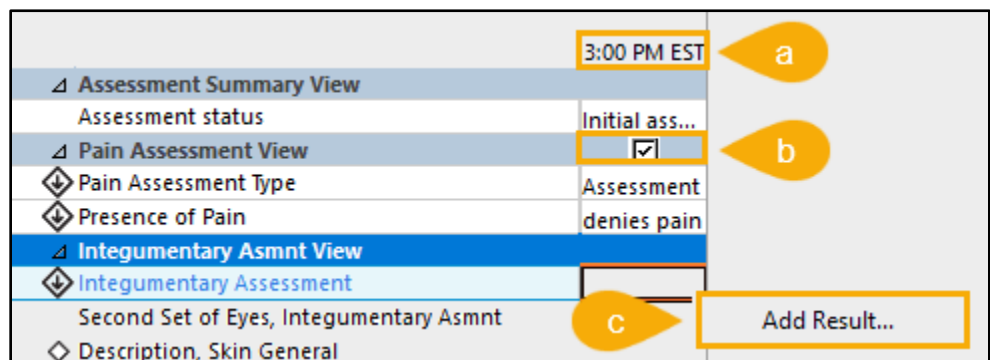 3:00 PM EST a
Assessment Summary View
Assessment status Initial ass...
Pain Assessment View b
Pain Assessment Type Assessment
Presence of Pain denies pain
Integumentary Asmnt View
Integumentary Assessment
Second Set of Eyes, Integumentary Asmnt c Add Result...
Description, Skin General